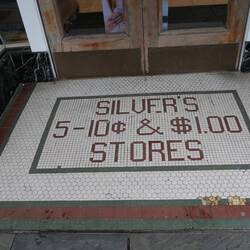 SILVER'S
5-10¢ & $1.00
STORES